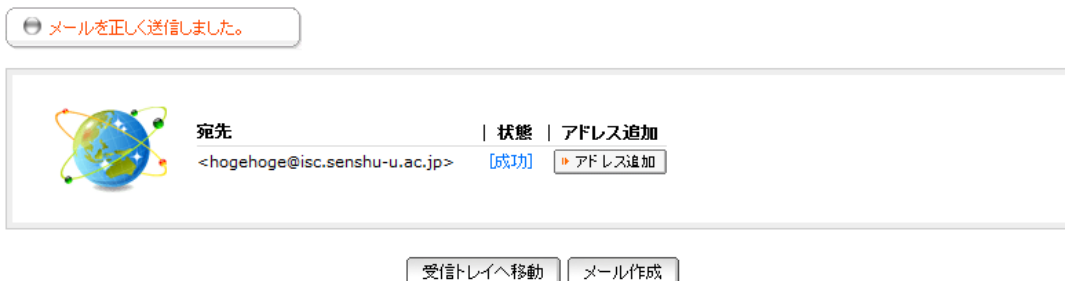 メールを正しく送信しました。
宛先 | 状態 | アドレス追加
<hogehoge@isc.senshu-u.ac.jp> [成功] アドレス追加
受信トレイへ移動 メール作成